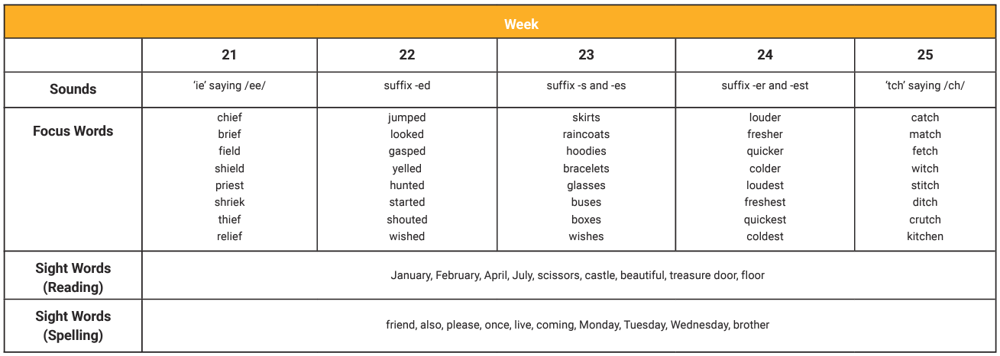 Week
21 22 23 24 25
Sounds 'ie' saying /ee/ suffix -ed suffix -s and -es suffix -er and -est 'tch' saying /ch/
Focus Words
chief jumped skirts louder catch
brief looked raincoats fresher match
field gasped hoodies quicker fetch
shield yelled bracelets colder witch
priest hunted glasses loudest stitch
shriek started buses freshest ditch
thief shouted boxes quickest crutch
relief wished wishes coldest kitchen
Sight Words
(Reading)
January, February, April, July, scissors, castle, beautiful, treasure door, floor
Sight Words
(Spelling)
friend, also, please, once, live, coming, Monday, Tuesday, Wednesday, brother